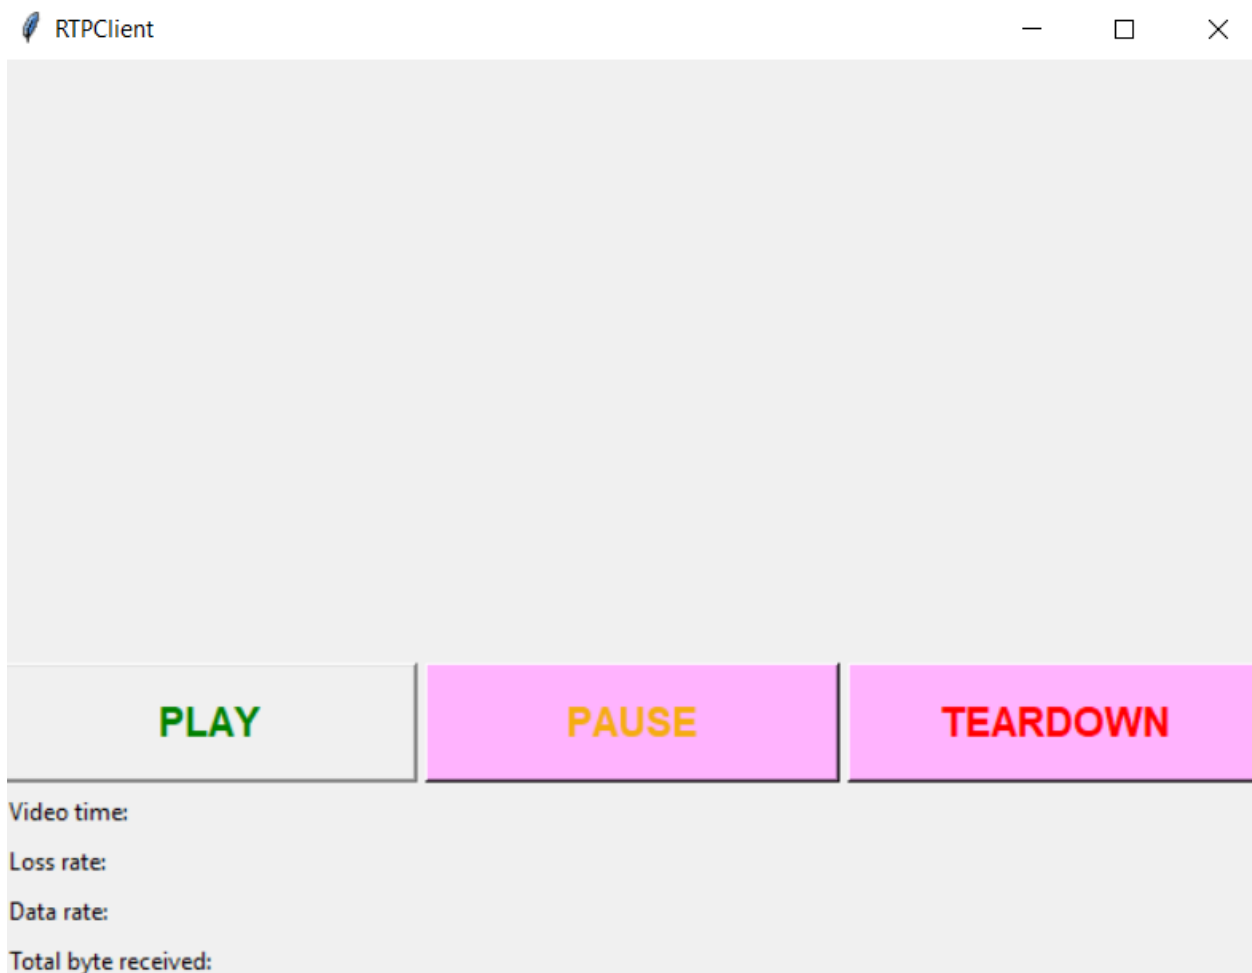 RTPClient
PLAY PAUSE TEARDOWN
Video time:
Loss rate:
Data rate:
Total byte received: